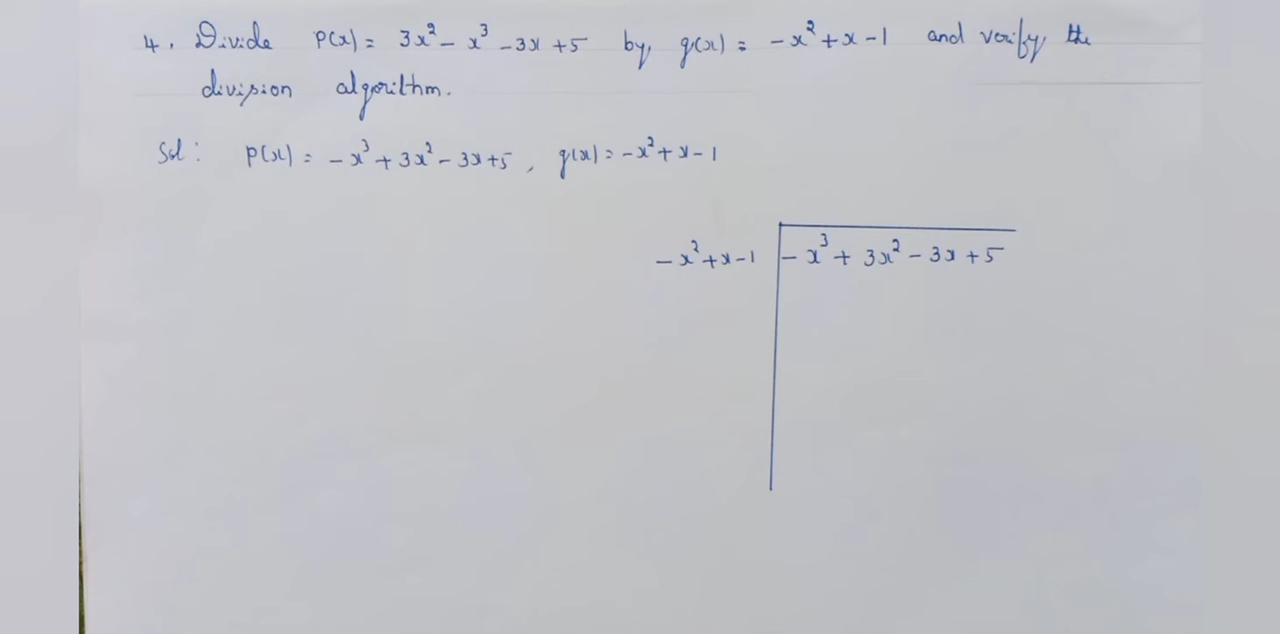 4. Divide p(x) = 3x² - x³ - 3x + 5 by g(x) = -x² + x - 1 and verify the
division algorithm.
Sol: p(x) = -x³ + 3x² - 3x + 5, g(x) = -x² + x - 1
-x² + x - 1 -x³ + 3x² - 3x + 5